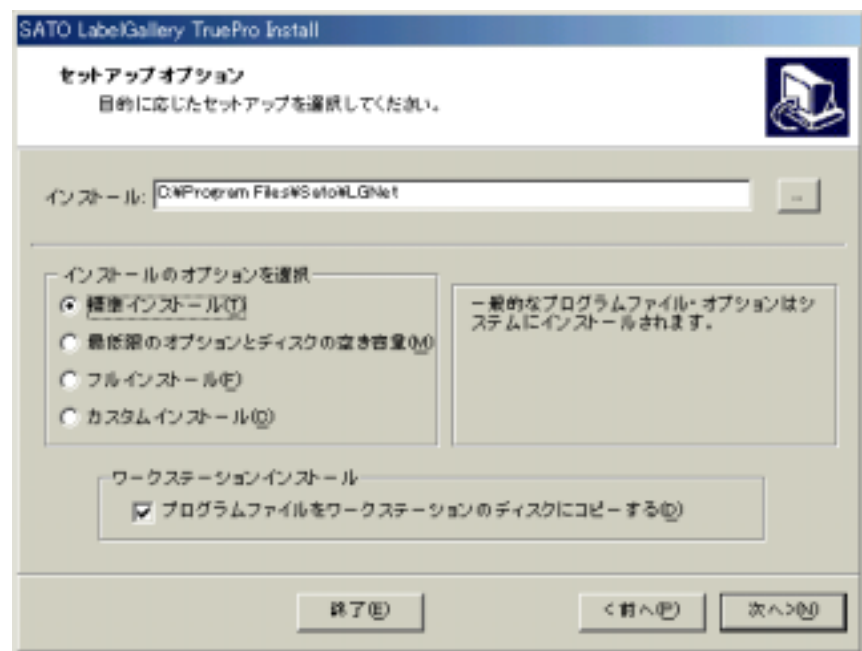 SATO LabelGallery TruePro Install
セットアップオプション
目的に応じたセットアップを選択してください。
インストール: C:¥Program Files¥Sato¥LGNet
...
インストールのオプションを選択
標準インストール(T)
一般的なプログラムファイル・オプションはシ
ステムにインストールされます。
最低限のオプションとディスクの空き容量(M)
フルインストール(F)
カスタムインストール(C)
ワークステーションインストール
プログラムファイルをワークステーションのディスクにコピーする(D)
終了(E)
<前へ(P)
次へ>(N)